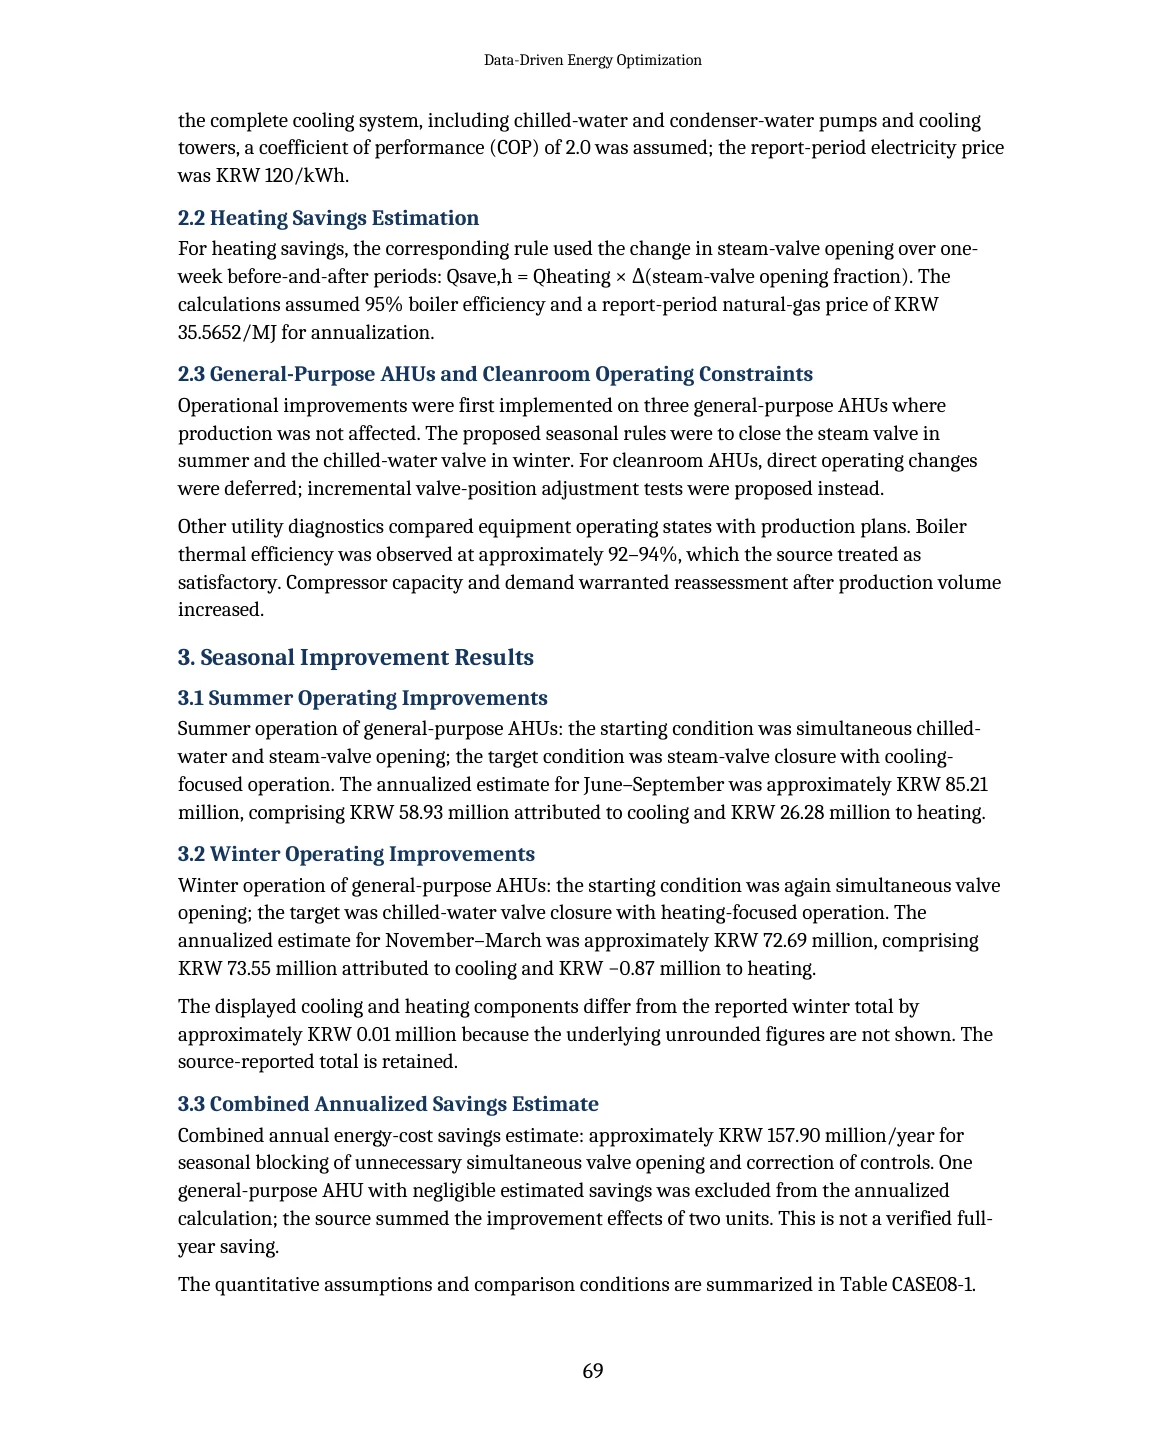 Data-Driven Energy Optimization
the complete cooling system, including chilled-water and condenser-water pumps and cooling
towers, a coefficient of performance (COP) of 2.0 was assumed; the report-period electricity price
was KRW 120/kWh.
2.2 Heating Savings Estimation
For heating savings, the corresponding rule used the change in steam-valve opening over one-
week before-and-after periods: Qsave,h = Qheating × Δ(steam-valve opening fraction). The
calculations assumed 95% boiler efficiency and a report-period natural-gas price of KRW
35.5652/MJ for annualization.
2.3 General-Purpose AHUs and Cleanroom Operating Constraints
Operational improvements were first implemented on three general-purpose AHUs where
production was not affected. The proposed seasonal rules were to close the steam valve in
summer and the chilled-water valve in winter. For cleanroom AHUs, direct operating changes
were deferred; incremental valve-position adjustment tests were proposed instead.
Other utility diagnostics compared equipment operating states with production plans. Boiler
thermal efficiency was observed at approximately 92–94%, which the source treated as
satisfactory. Compressor capacity and demand warranted reassessment after production volume
increased.
3. Seasonal Improvement Results
3.1 Summer Operating Improvements
Summer operation of general-purpose AHUs: the starting condition was simultaneous chilled-
water and steam-valve opening; the target condition was steam-valve closure with cooling-
focused operation. The annualized estimate for June–September was approximately KRW 85.21
million, comprising KRW 58.93 million attributed to cooling and KRW 26.28 million to heating.
3.2 Winter Operating Improvements
Winter operation of general-purpose AHUs: the starting condition was again simultaneous valve
opening; the target was chilled-water valve closure with heating-focused operation. The
annualized estimate for November–March was approximately KRW 72.69 million, comprising
KRW 73.55 million attributed to cooling and KRW −0.87 million to heating.
The displayed cooling and heating components differ from the reported winter total by
approximately KRW 0.01 million because the underlying unrounded figures are not shown. The
source-reported total is retained.
3.3 Combined Annualized Savings Estimate
Combined annual energy-cost savings estimate: approximately KRW 157.90 million/year for
seasonal blocking of unnecessary simultaneous valve opening and correction of controls. One
general-purpose AHU with negligible estimated savings was excluded from the annualized
calculation; the source summed the improvement effects of two units. This is not a verified full-
year saving.
The quantitative assumptions and comparison conditions are summarized in Table CASE08-1.
69